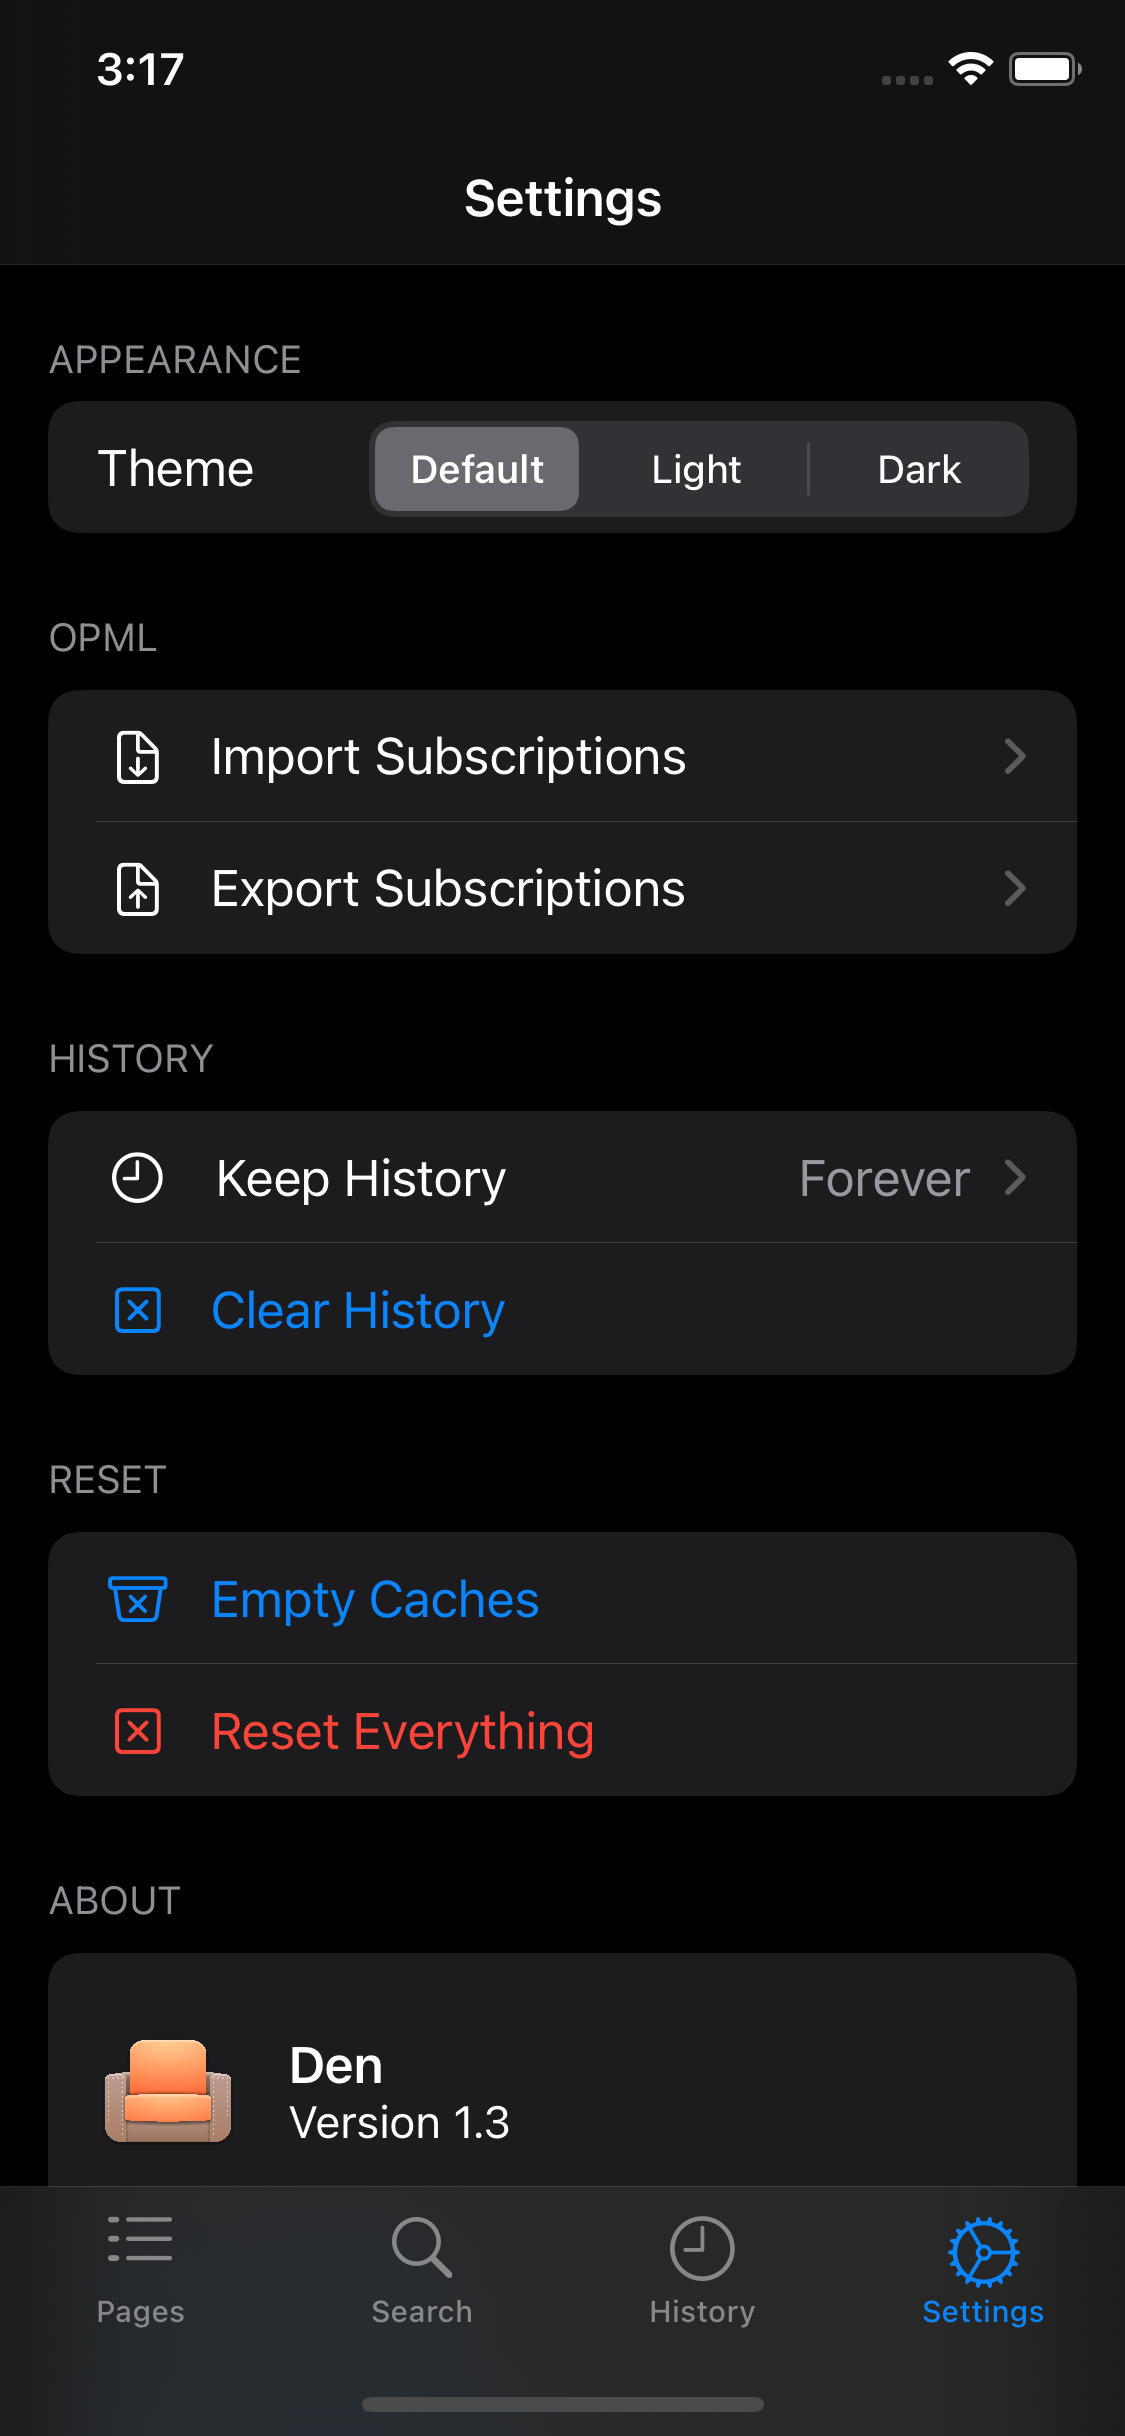 3:17
Settings
APPEARANCE
Theme Default Light Dark
OPML
Import Subscriptions
Export Subscriptions
HISTORY
Keep History Forever
Clear History
RESET
Empty Caches
Reset Everything
ABOUT
Den
Version 1.3
Pages Search History Settings